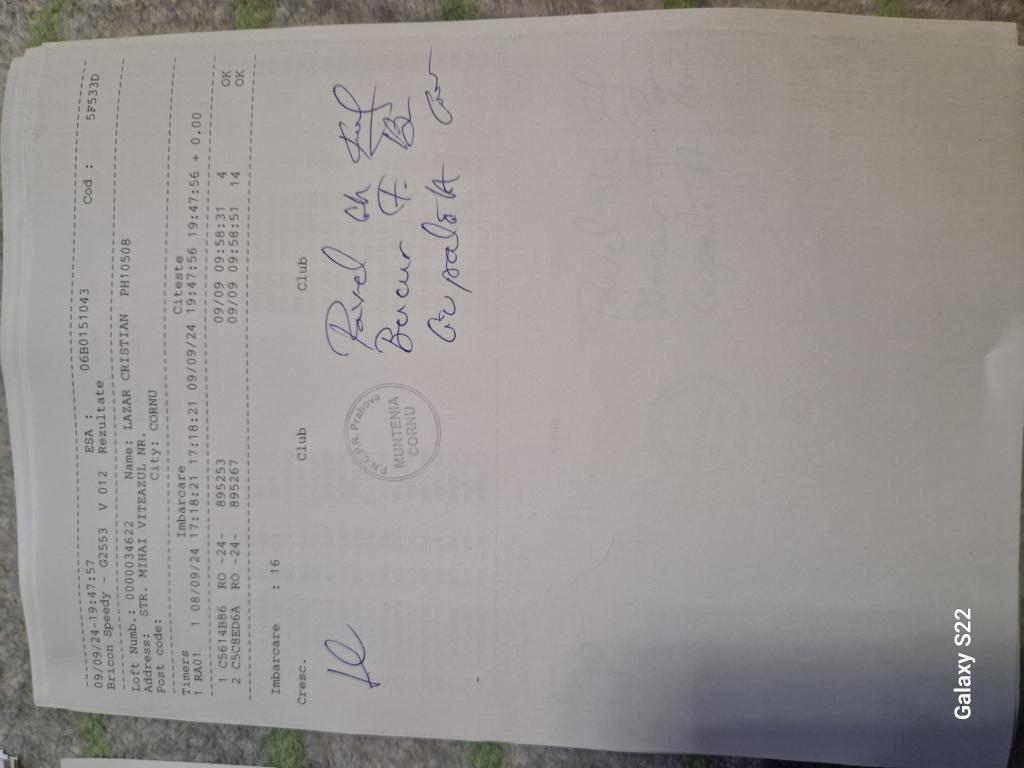 09/09/24-19:47:57 ESA : 06B0151043 Cod : 5F533D
Bricon Speedy - G2553 V 012 Rezultate
Loft Numb.: 0000034622 Name: LAZAR CRISTIAN PH10508
Address: STR. MIHAI VITEAZUL NR.
Post code: City: CORNU
Timers Imbarcare Citeste
1 RA01 1 08/09/24 17:18:21 17:18:21 09/09/24 19:47:56 19:47:56 + 0.00
1 C5614B86 RO -24- 895253 09/09 09:58:31 4 OK
2 C5C8ED6A RO -24- 895267 09/09 09:58:51 14 OK
Imbarcare : 16
Cresc. Club Club
F.N.C.P.R. Prahova
MUNTENIA
CORNU
Pavel Ch
Bercur F.
Galaxy S22